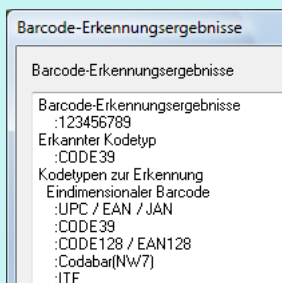 Barcode-Erkennungsergebnisse
Barcode-Erkennungsergebnisse
Barcode-Erkennungsergebnisse
:123456789
Erkannter Kodetyp
:CODE39
Kodetypen zur Erkennung
Eindimensionaler Barcode
:UPC / EAN / JAN
:CODE39
:CODE128 / EAN128
:Codabar(NW7)
:ITF